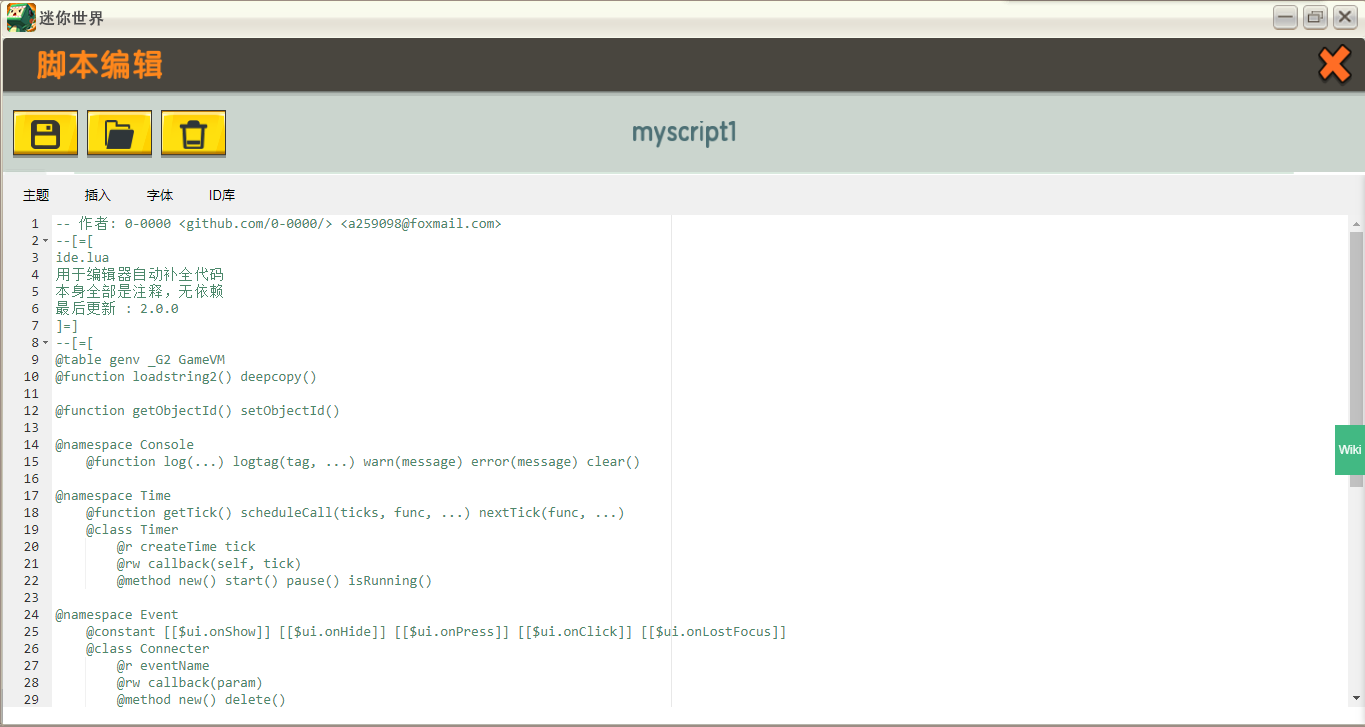 迷你世界
脚本编辑
myscript1
主题 插入 字体 ID库
1 -- 作者: 0-0000 <github.com/0-0000/> <a259098@foxmail.com>
2 --[=[
3 ide.lua
4 用于编辑器自动补全代码
5 本身全部是注释，无依赖
6 最后更新 : 2.0.0
7 ]=]
8 --[=[
9 @table genv _G2 GameVM
10 @function loadstring2() deepcopy()
11
12 @function getObjectId() setObjectId()
13
14 @namespace Console
15 @function log(...) logtag(tag, ...) warn(message) error(message) clear()
16
17 @namespace Time
18 @function getTick() scheduleCall(ticks, func, ...) nextTick(func, ...)
19 @class Timer
20 @r createTime tick
21 @rw callback(self, tick)
22 @method new() start() pause() isRunning()
23
24 @namespace Event
25 @constant [[$ui.onShow]] [[$ui.onHide]] [[$ui.onPress]] [[$ui.onClick]] [[$ui.onLostFocus]]
26 @class Connecter
27 @r eventName
28 @rw callback(param)
29 @method new() delete()
Wiki